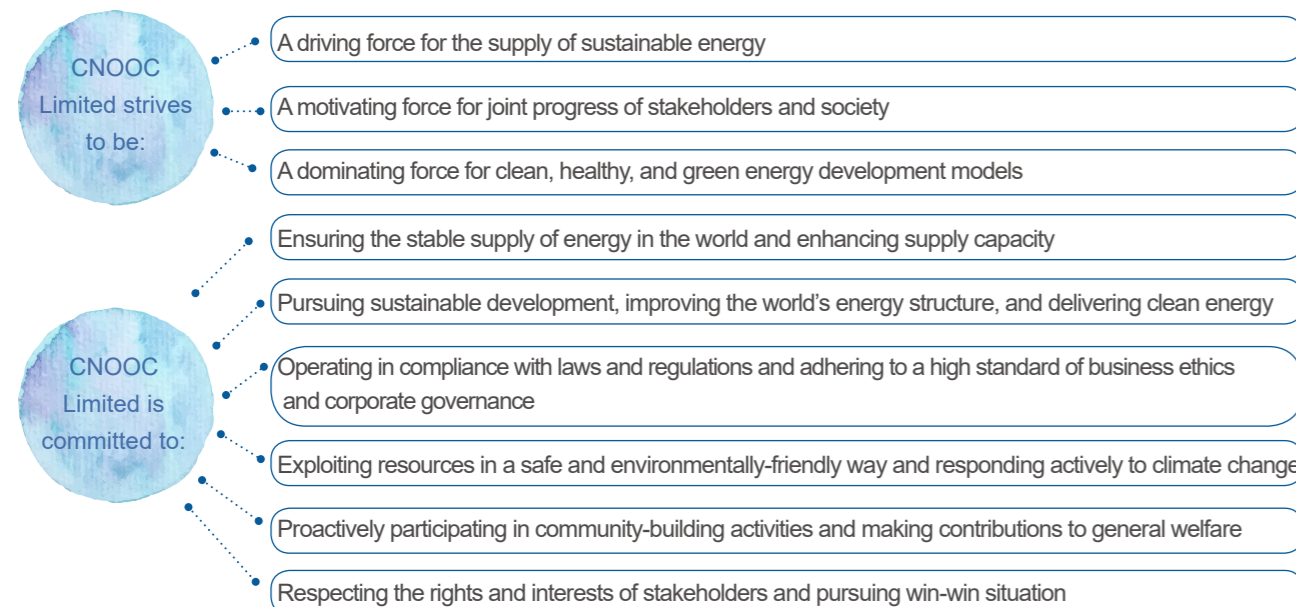 CNOOC
Limited strives
to be:
A driving force for the supply of sustainable energy
A motivating force for joint progress of stakeholders and society
A dominating force for clean, healthy, and green energy development models
CNOOC
Limited is
committed to:
Ensuring the stable supply of energy in the world and enhancing supply capacity
Pursuing sustainable development, improving the world's energy structure, and delivering clean energy
Operating in compliance with laws and regulations and adhering to a high standard of business ethics
and corporate governance
Exploiting resources in a safe and environmentally-friendly way and responding actively to climate change
Proactively participating in community-building activities and making contributions to general welfare
Respecting the rights and interests of stakeholders and pursuing win-win situation